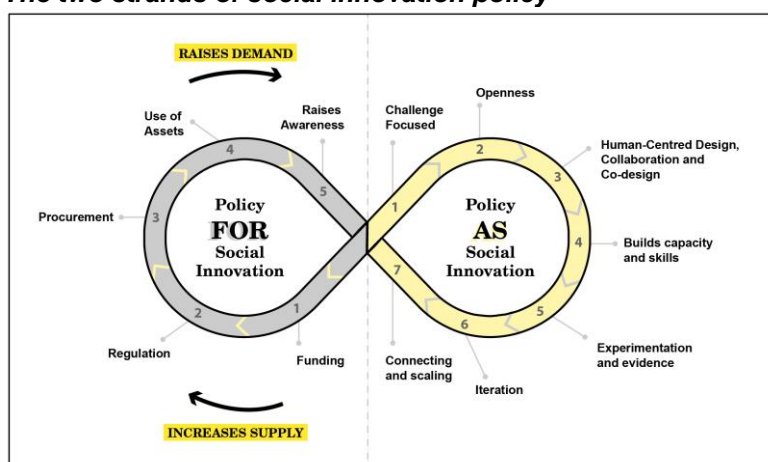 The two strands of social innovation policy
RAISES DEMAND
Use of
Assets
Raises
Awareness
Challenge
Focused
Openness
Human-Centred Design,
Collaboration and
Co-design
4
5
1
2
3
Procurement
3
Policy
FOR
Social
Innovation
Policy
AS
Social
Innovation
4
Builds capacity
and skills
2
1
7
6
5
Regulation
Funding
Connecting
and scaling
Iteration
Experimentation
and evidence
INCREASES SUPPLY